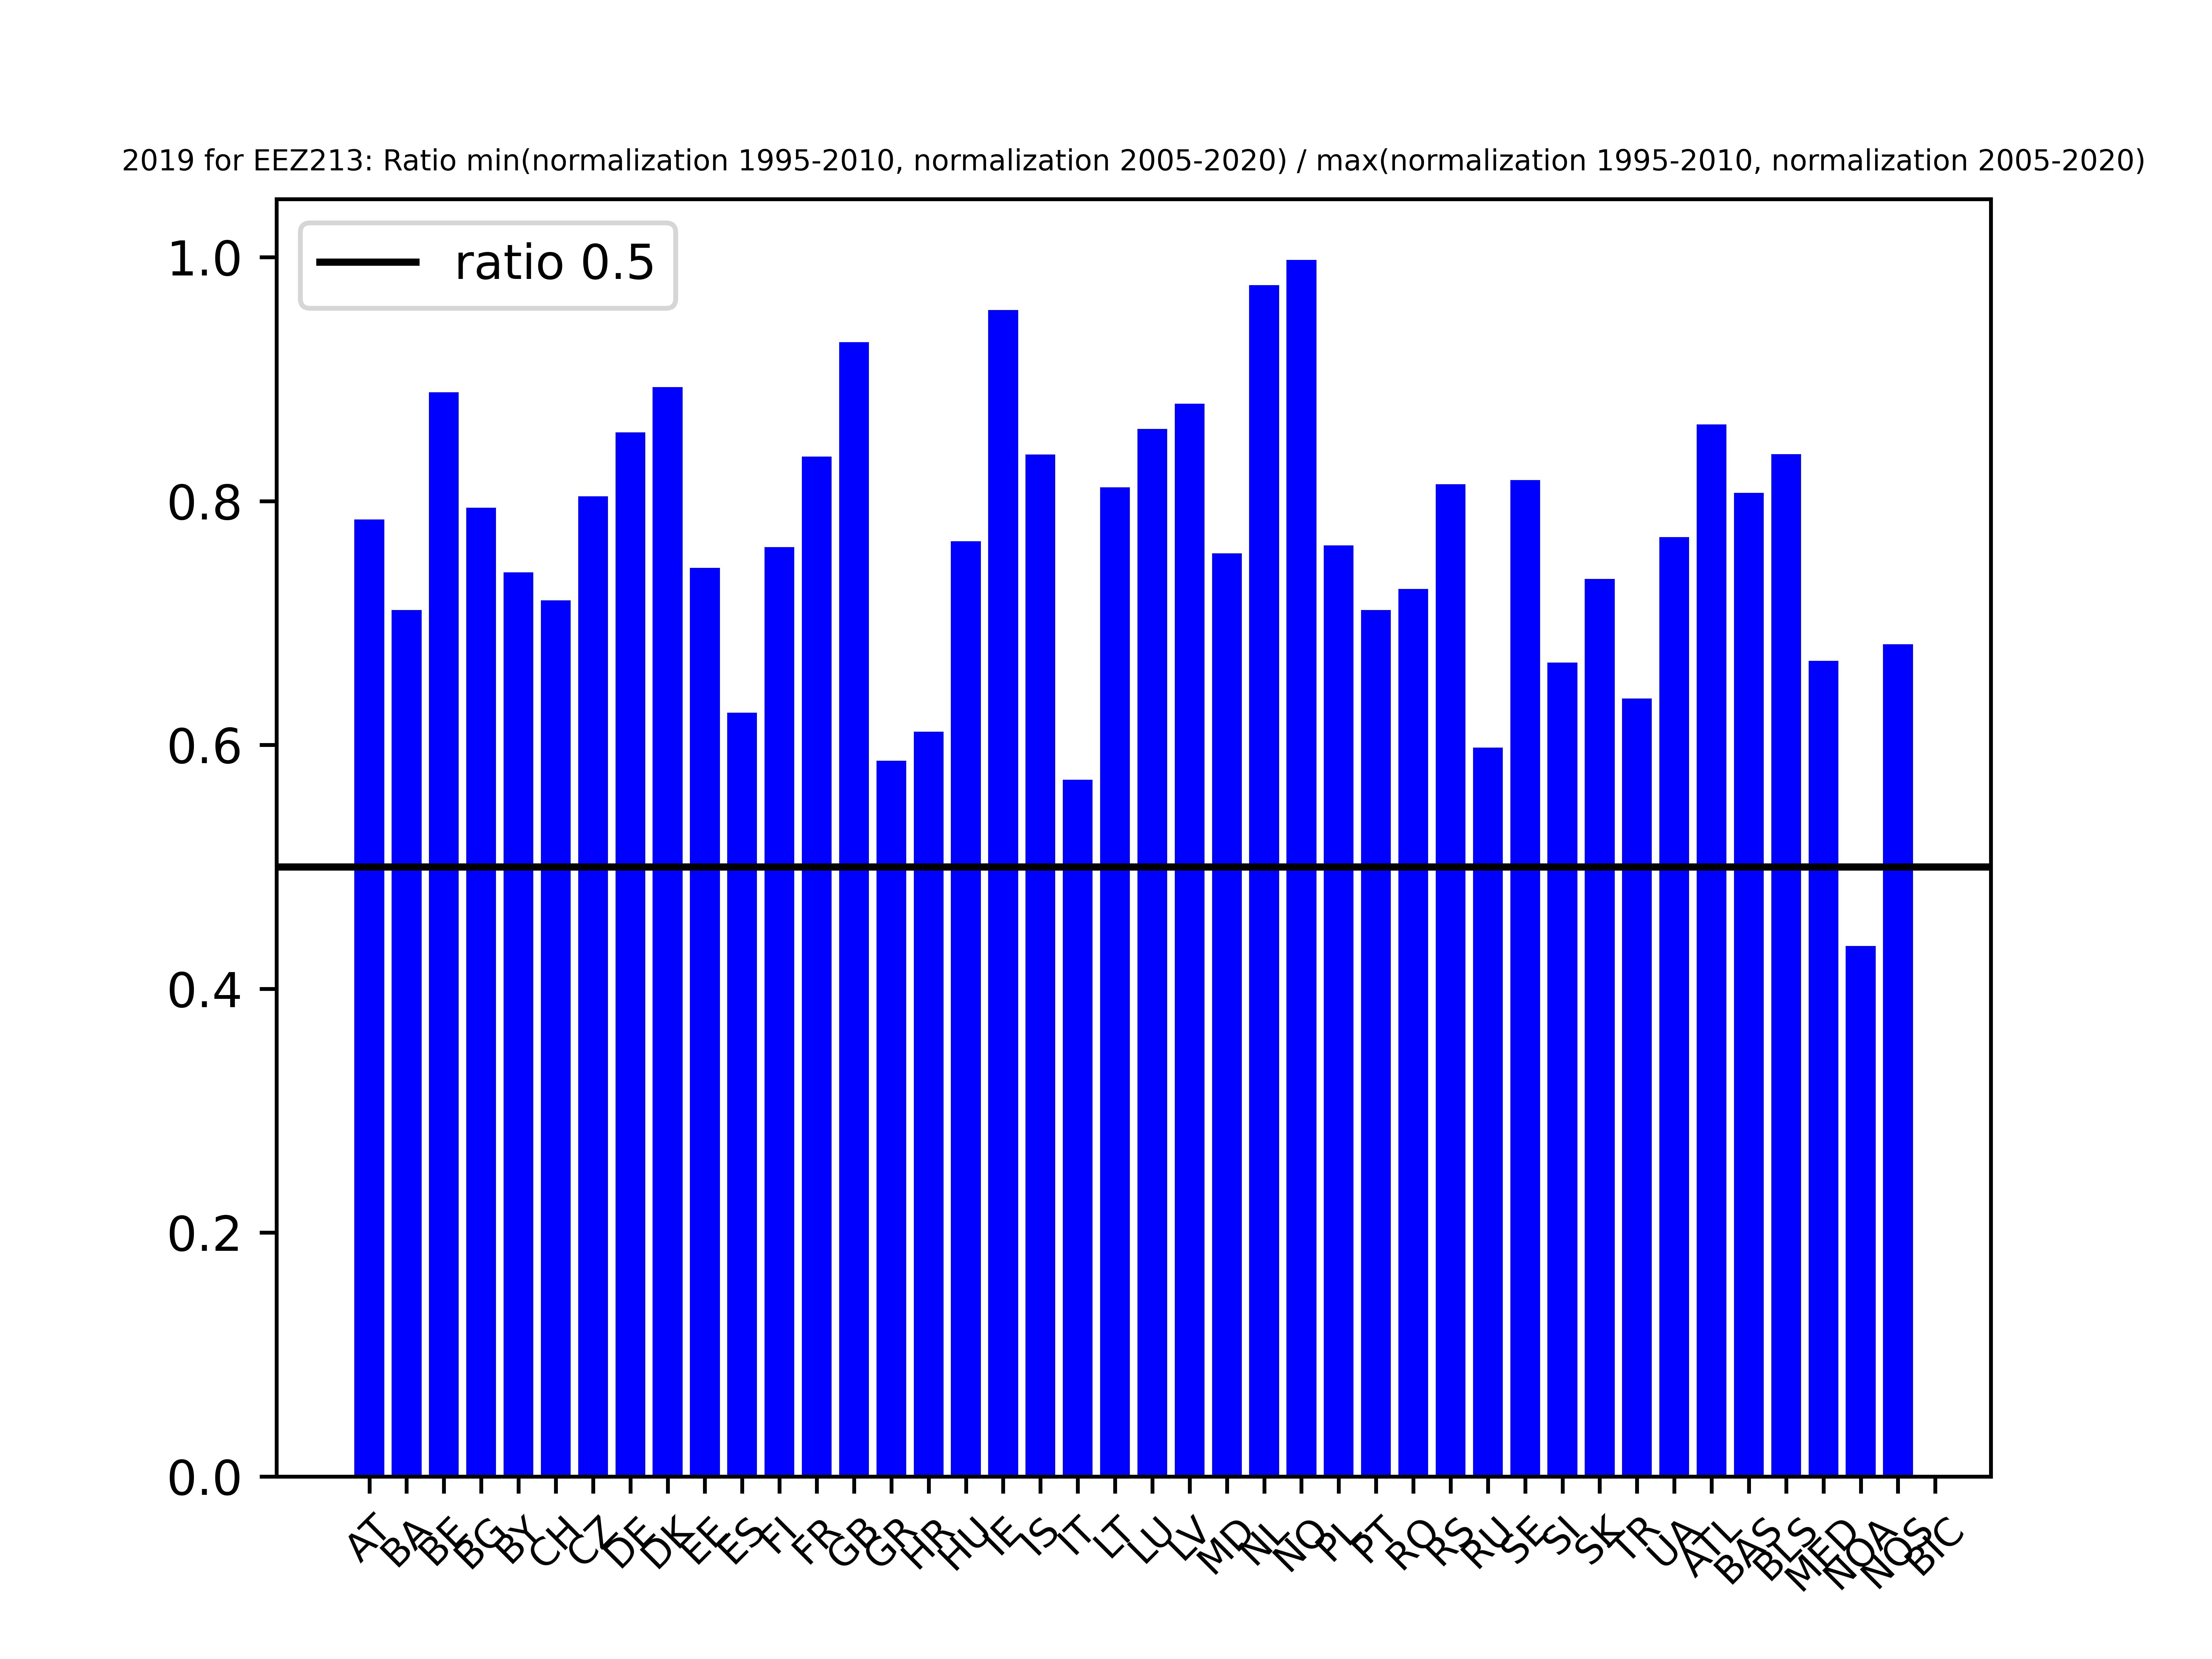 2019 for EEZ213: Ratio min(normalization 1995-2010, normalization 2005-2020) / max(normalization 1995-2010, normalization 2005-2020)
ratio 0.5
1.0
0.8
0.6
0.4
0.2
0.0
AT BA BE BG BY CH CZ DE DK EE ES FI FR GB GR HR HU IE IS IT LT LU LV MD NL NO PL PT RO RS RU SE SI SK TR UA ATL BAS BLS MED NOA NOS BIC